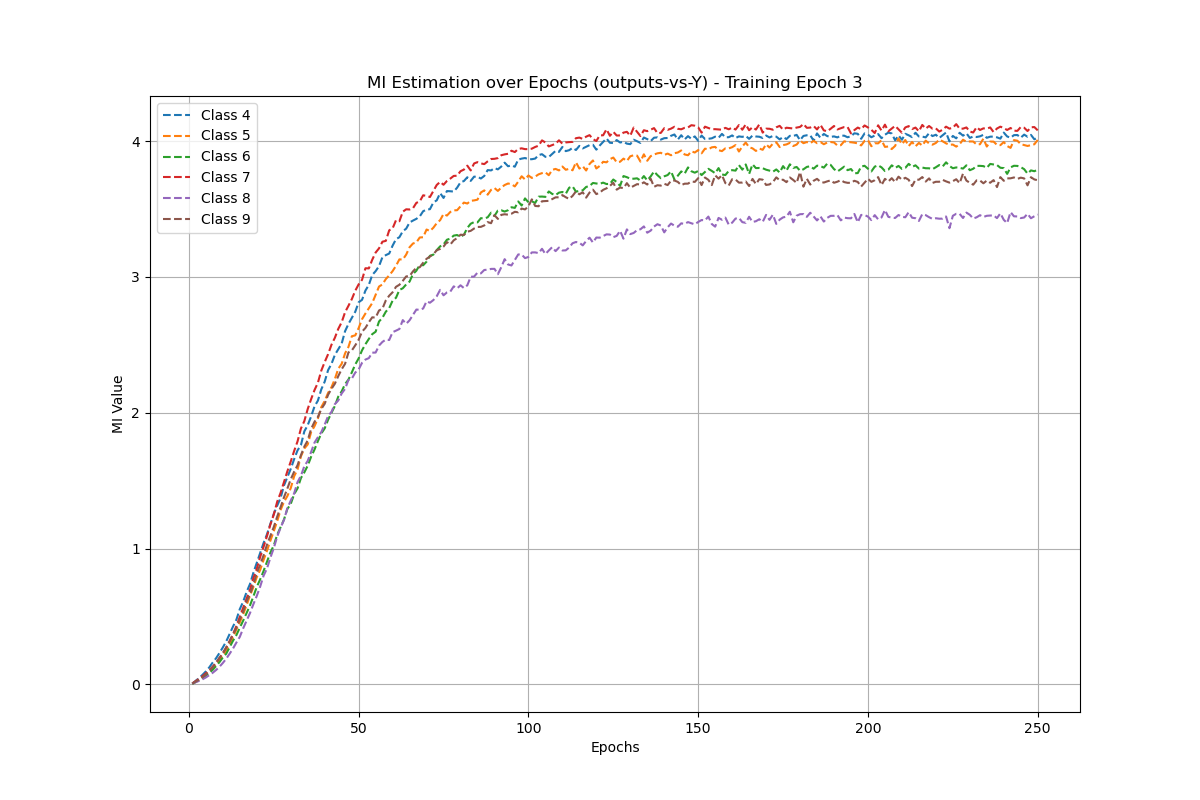 MI Estimation over Epochs (outputs-vs-Y) - Training Epoch 3
Class 4
Class 5
Class 6
Class 7
Class 8
Class 9
4
3
2
1
0
MI Value
0 50 100 150 200 250
Epochs